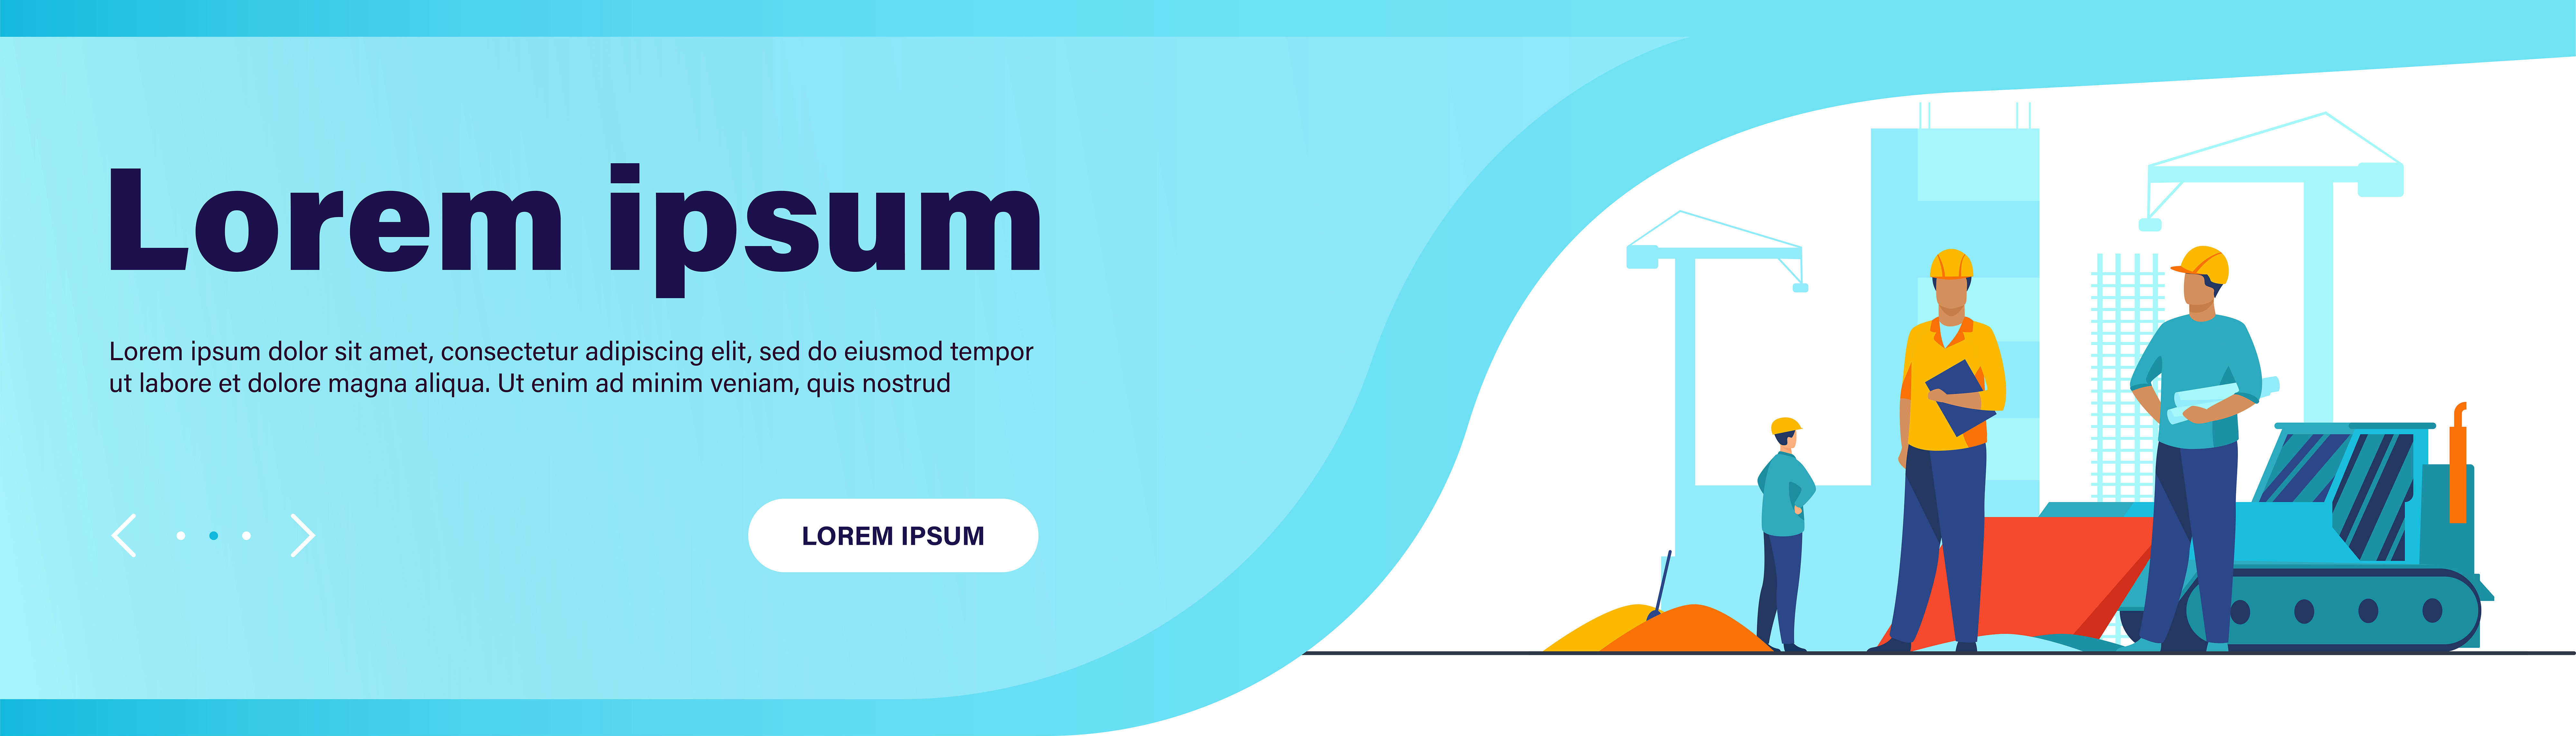 Lorem ipsum
Lorem ipsum dolor sit amet, consectetur adipiscing elit, sed do eiusmod tempor
ut labore et dolore magna aliqua. Ut enim ad minim veniam, quis nostrud
LOREM IPSUM